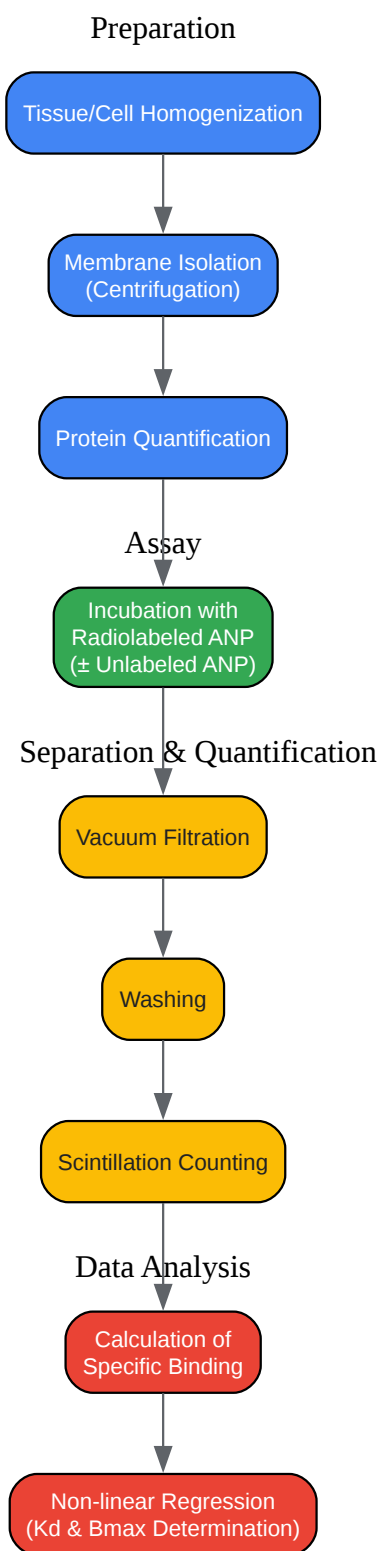 Preparation
Tissue/Cell Homogenization
Membrane Isolation
(Centrifugation)
Protein Quantification
Assay
Incubation with
Radiolabeled ANP
(± Unlabeled ANP)
Separation & Quantification
Vacuum Filtration
Washing
Scintillation Counting
Data Analysis
Calculation of
Specific Binding
Non-linear Regression
(Kd & Bmax Determination)